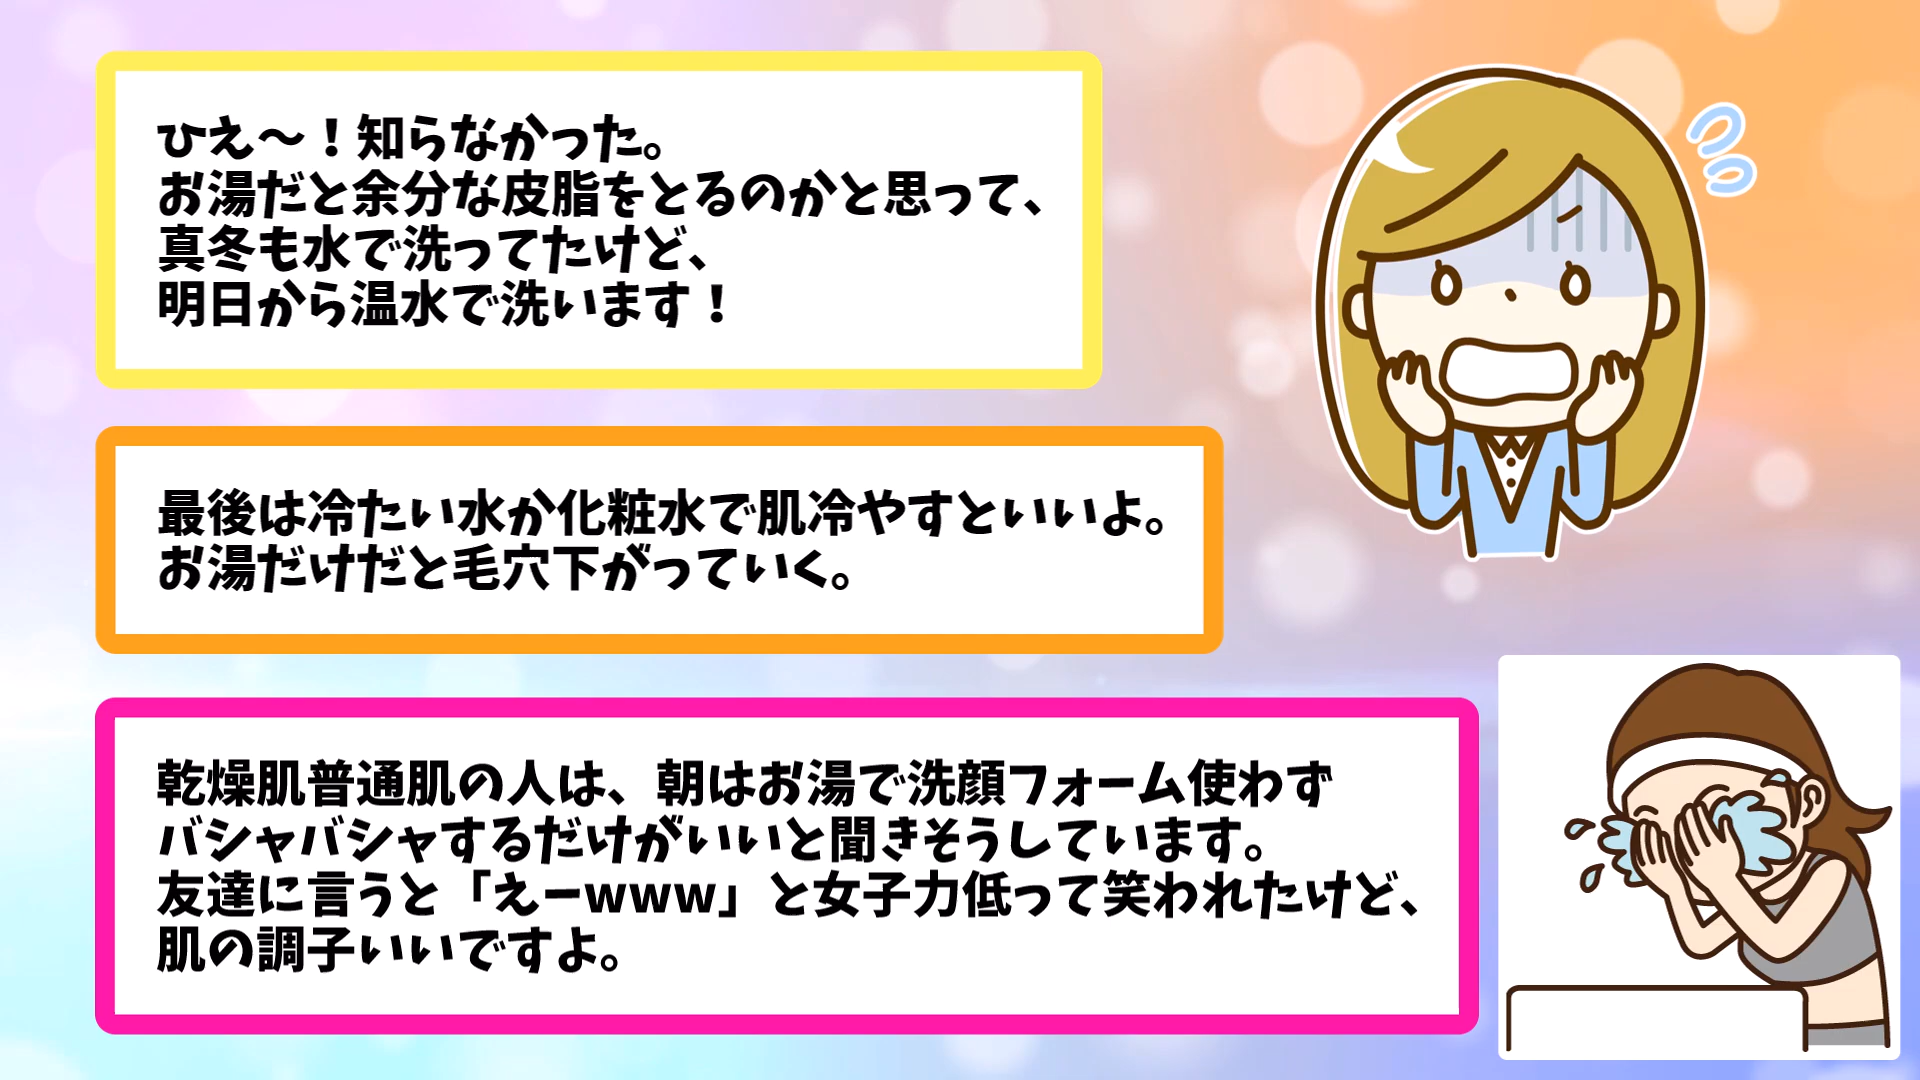 ひえ～！知らなかった。
お湯だと余分な皮脂をとるのかと思って、
真冬も水で洗ってたけど、
明日から温水で洗います！
最後は冷たい水か化粧水で肌冷やすといいよ。
お湯だけだと毛穴下がっていく。
乾燥肌普通肌の人は、朝はお湯で洗顔フォーム使わず
バシャバシャするだけがいいと聞きそうしています。
友達に言うと「えーwww」と女子力低って笑われたけど、
肌の調子いいですよ。